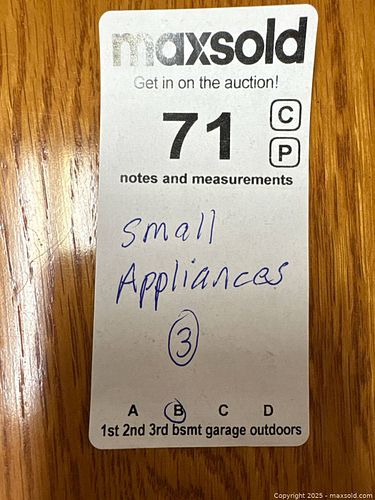 maxsold
Get in on the auction!
71
C
P
notes and measurements
small
Appliances
3
A B C D
1st 2nd 3rd bsmt garage outdoors
Copyright 2025 - maxsold.com